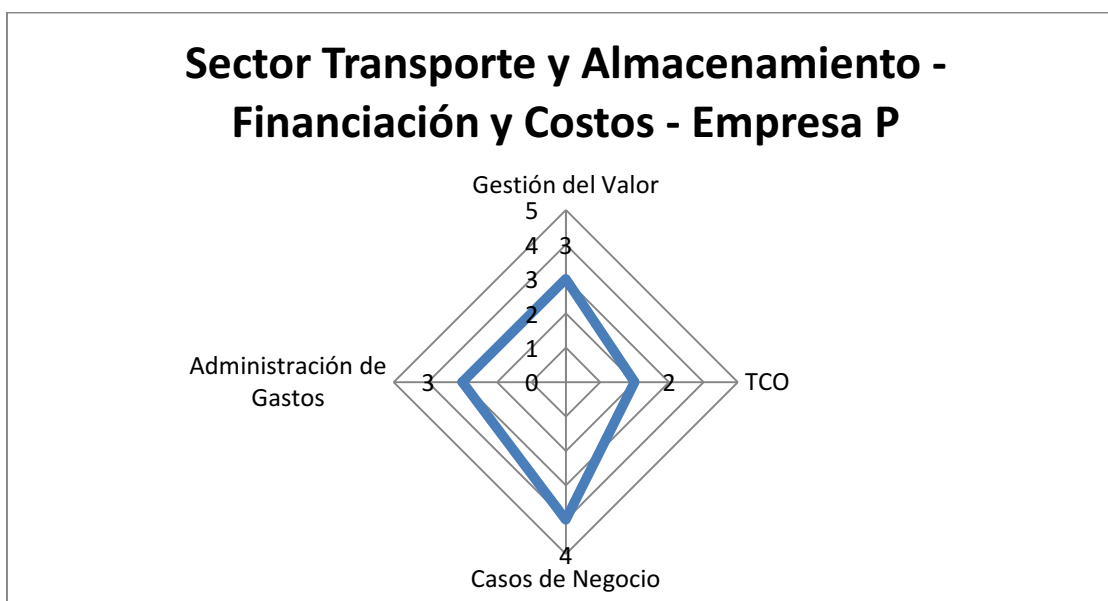 Sector Transporte y Almacenamiento -
Financiación y Costos - Empresa P
Gestión del Valor
5
4 3
3
2
1
Administración de
Gastos
3 0 2 TCO
4
Casos de Negocio